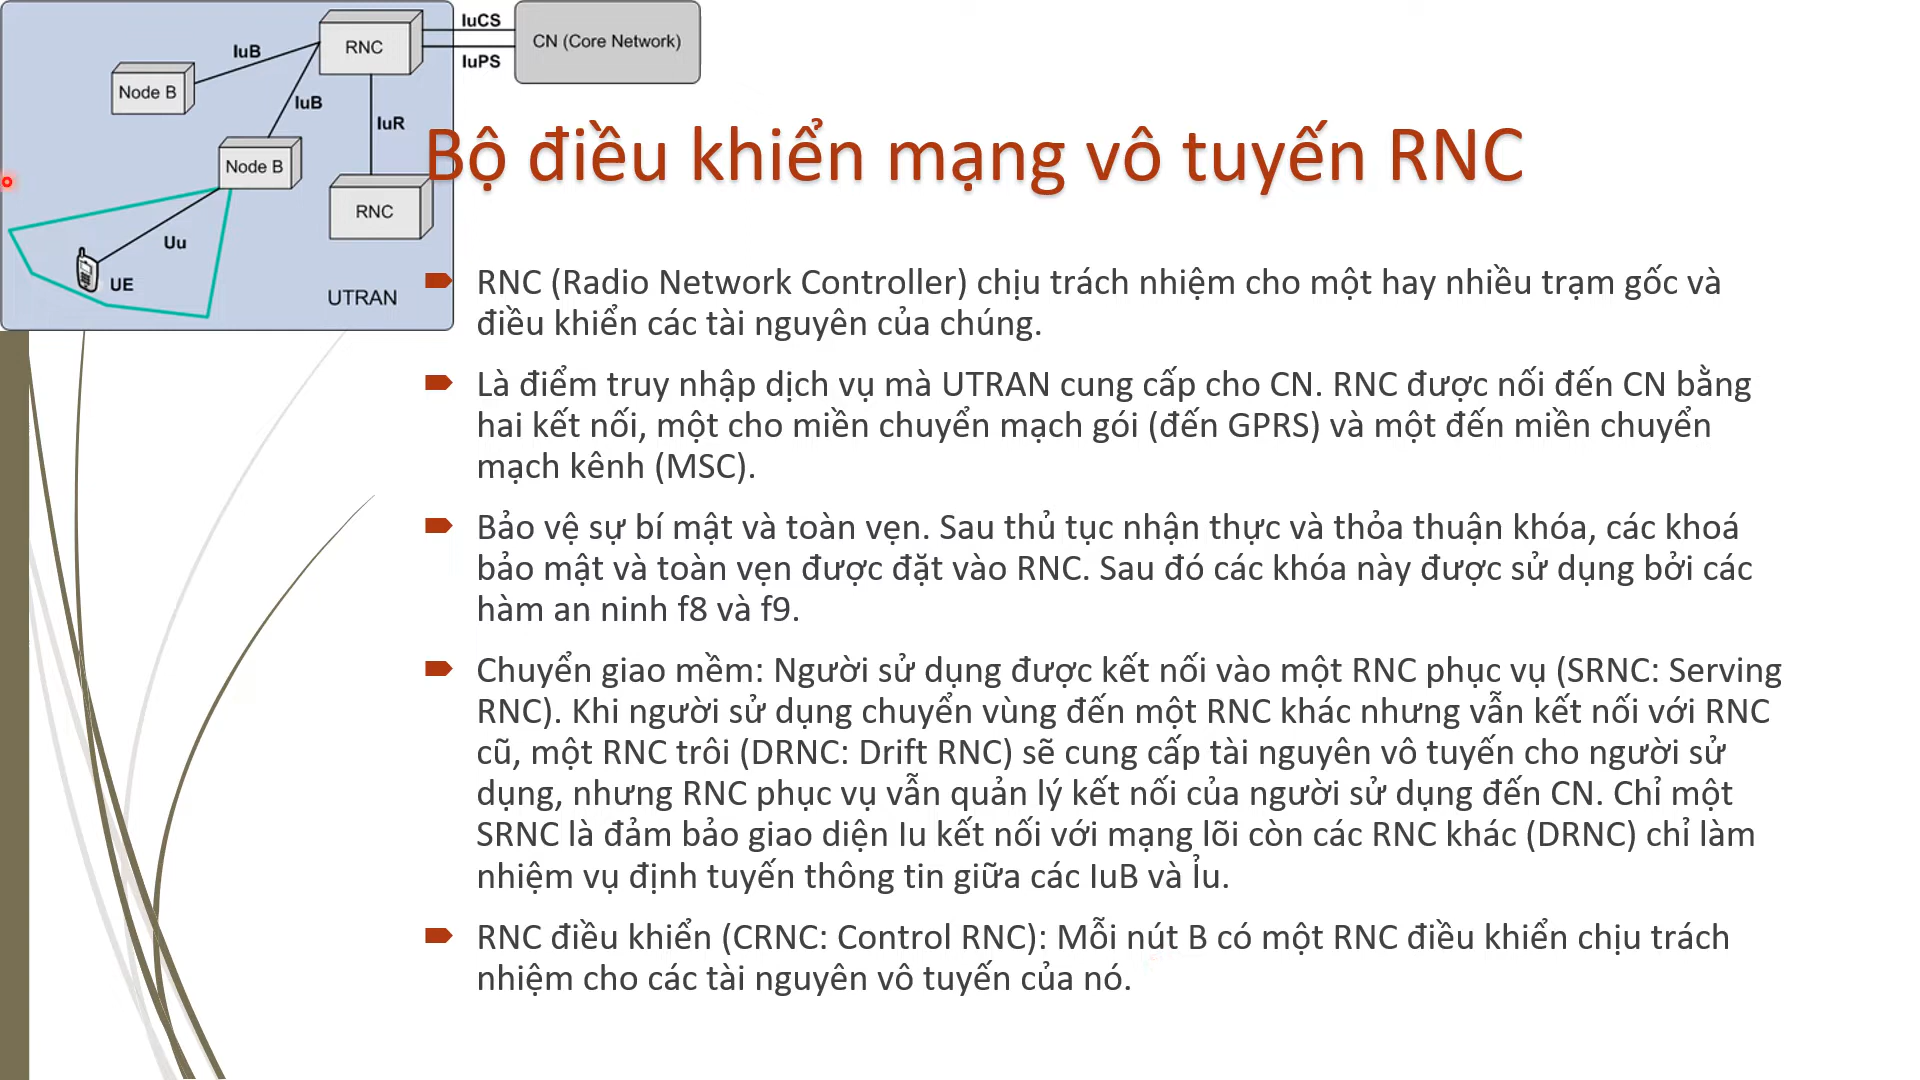 IuCS
RNC
CN (Core Network)
IuB
IuPS
Node B
IuB
IuR
Bộ điều khiển mạng vô tuyến RNC
Node B
RNC
Uu
UE
UTRAN
RNC (Radio Network Controller) chịu trách nhiệm cho một hay nhiều trạm gốc và
điều khiển các tài nguyên của chúng.
Là điểm truy nhập dịch vụ mà UTRAN cung cấp cho CN. RNC được nối đến CN bằng
hai kết nối, một cho miền chuyển mạch gói (đến GPRS) và một đến miền chuyển
mạch kênh (MSC).
Bảo vệ sự bí mật và toàn vẹn. Sau thủ tục nhận thực và thỏa thuận khóa, các khoá
bảo mật và toàn vẹn được đặt vào RNC. Sau đó các khóa này được sử dụng bởi các
hàm an ninh f8 và f9.
Chuyển giao mềm: Người sử dụng được kết nối vào một RNC phục vụ (SRNC: Serving
RNC). Khi người sử dụng chuyển vùng đến một RNC khác nhưng vẫn kết nối với RNC
cũ, một RNC trôi (DRNC: Drift RNC) sẽ cung cấp tài nguyên vô tuyến cho người sử
dụng, nhưng RNC phục vụ vẫn quản lý kết nối của người sử dụng đến CN. Chỉ một
SRNC là đảm bảo giao diện Iu kết nối với mạng lõi còn các RNC khác (DRNC) chỉ làm
nhiệm vụ định tuyến thông tin giữa các IuB và Ỉu.
RNC điều khiển (CRNC: Control RNC): Mỗi nút B có một RNC điều khiển chịu trách
nhiệm cho các tài nguyên vô tuyến của nó.